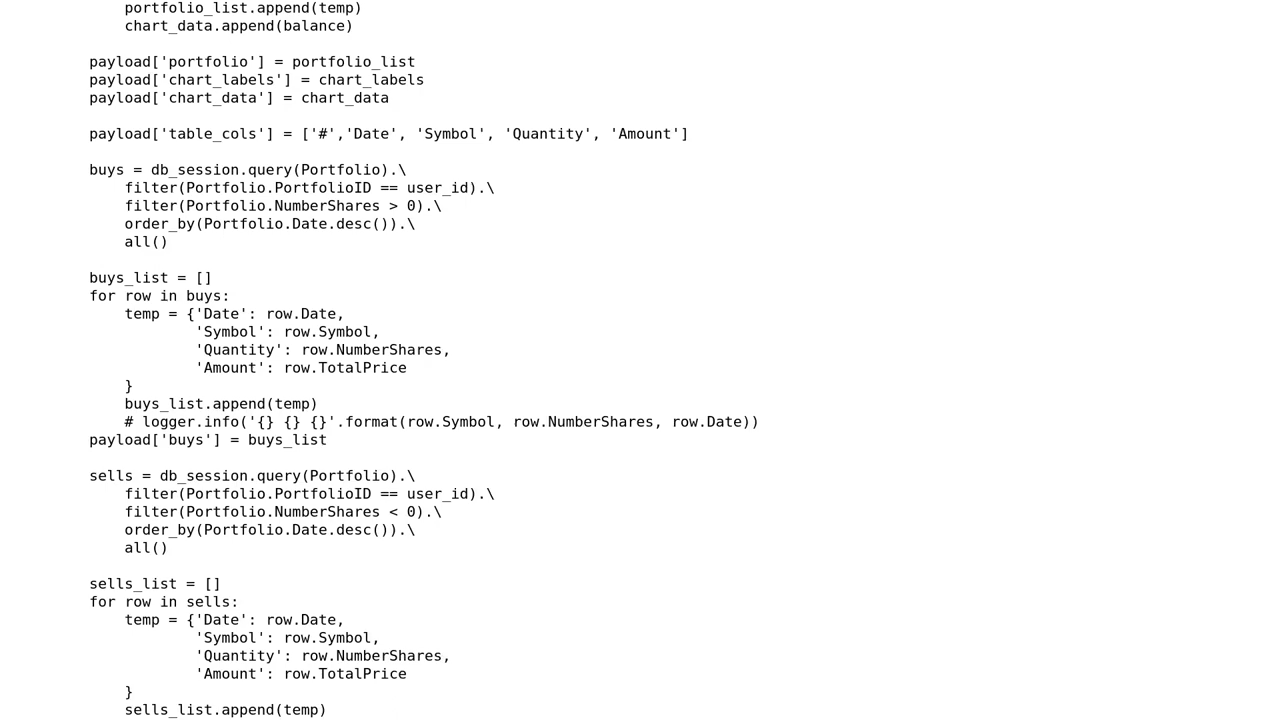 portfolio_list.append(temp)
chart_data.append(balance)
payload['portfolio'] = portfolio_list
payload['chart_labels'] = chart_labels
payload['chart_data'] = chart_data
payload['table_cols'] = ['#','Date', 'Symbol', 'Quantity', 'Amount']
buys = db_session.query(Portfolio).\
filter(Portfolio.PortfolioID == user_id).\
filter(Portfolio.NumberShares > 0).\
order_by(Portfolio.Date.desc()).\
all()
buys_list = []
for row in buys:
temp = {'Date': row.Date,
'Symbol': row.Symbol,
'Quantity': row.NumberShares,
'Amount': row.TotalPrice
}
buys_list.append(temp)
# logger.info('{} {} {}'.format(row.Symbol, row.NumberShares, row.Date))
payload['buys'] = buys_list
sells = db_session.query(Portfolio).\
filter(Portfolio.PortfolioID == user_id).\
filter(Portfolio.NumberShares < 0).\
order_by(Portfolio.Date.desc()).\
all()
sells_list = []
for row in sells:
temp = {'Date': row.Date,
'Symbol': row.Symbol,
'Quantity': row.NumberShares,
'Amount': row.TotalPrice
}
sells_list.append(temp)